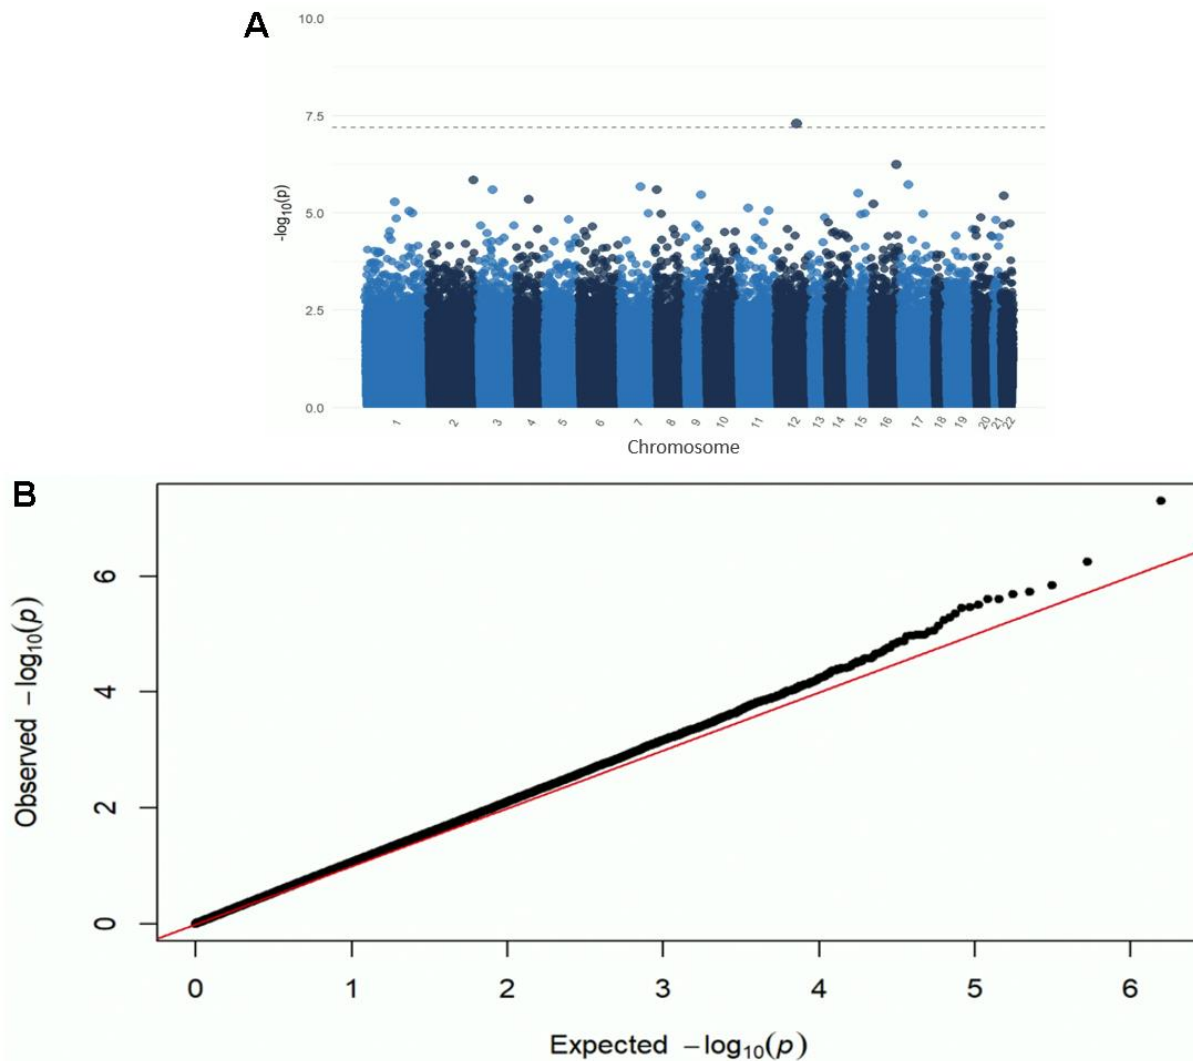 A
10.0
7.5
5.0
2.5
0.0
-log10(p)
1 2 3 4 5 6 7 8 9 10 11 12 13 14 15 16 17 18 19 20 21 22
Chromosome
B
Observed −log10(p)
6
4
2
0
0 1 2 3 4 5 6
Expected −log10(p)